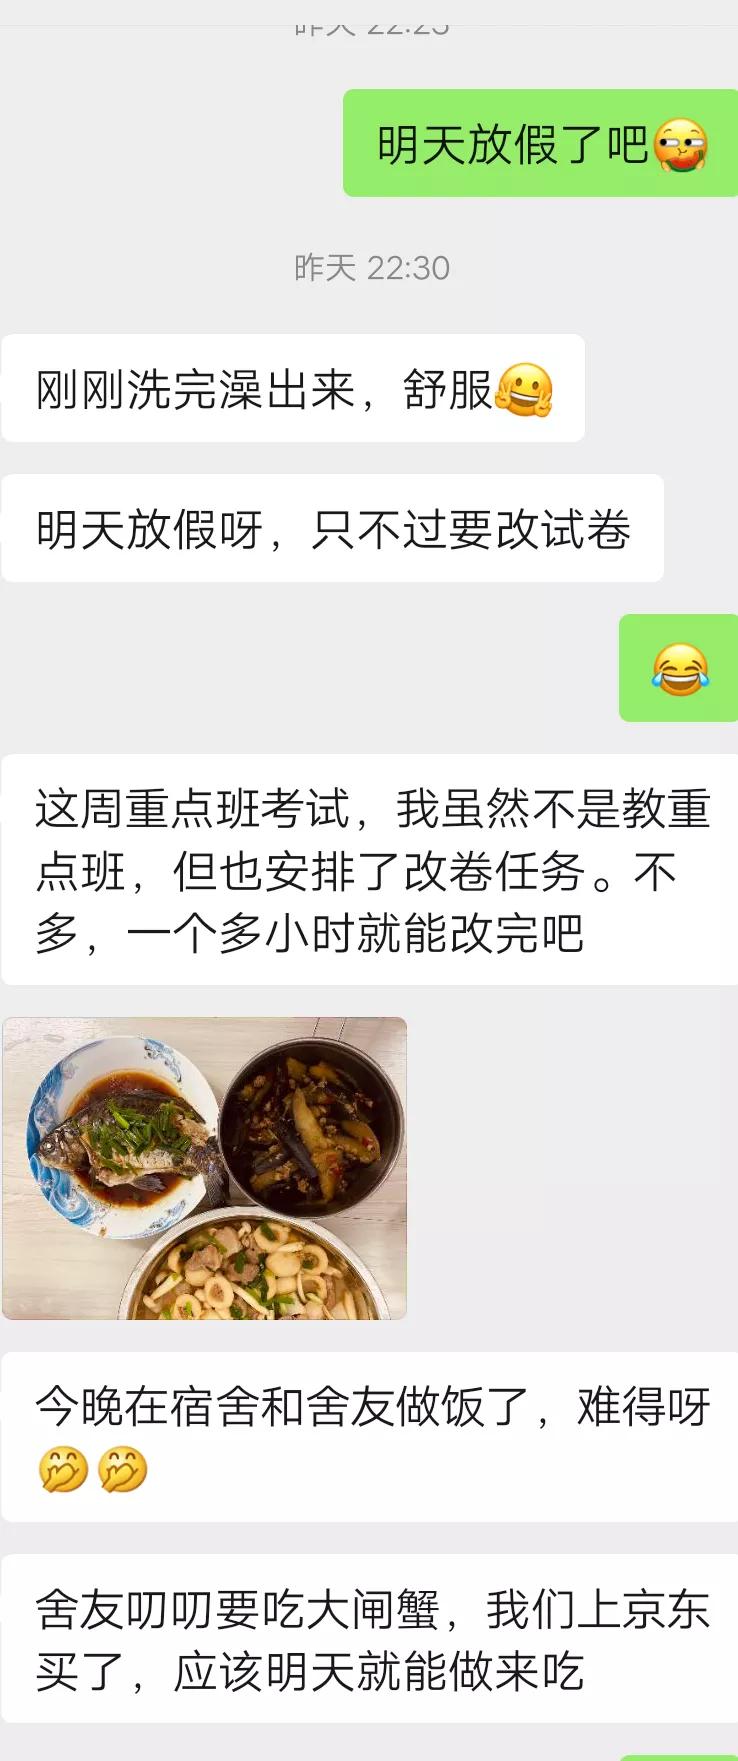 昨天 22:25
明天放假了吧
昨天 22:30
刚刚洗完澡出来，舒服
明天放假呀，只不过要改试卷
这周重点班考试，我虽然不是教重
点班，但也安排了改卷任务。不
多，一个多小时就能改完吧
今晚在宿舍和舍友做饭了，难得呀
舍友叨叨要吃大闸蟹，我们上京东
买了，应该明天就能做来吃